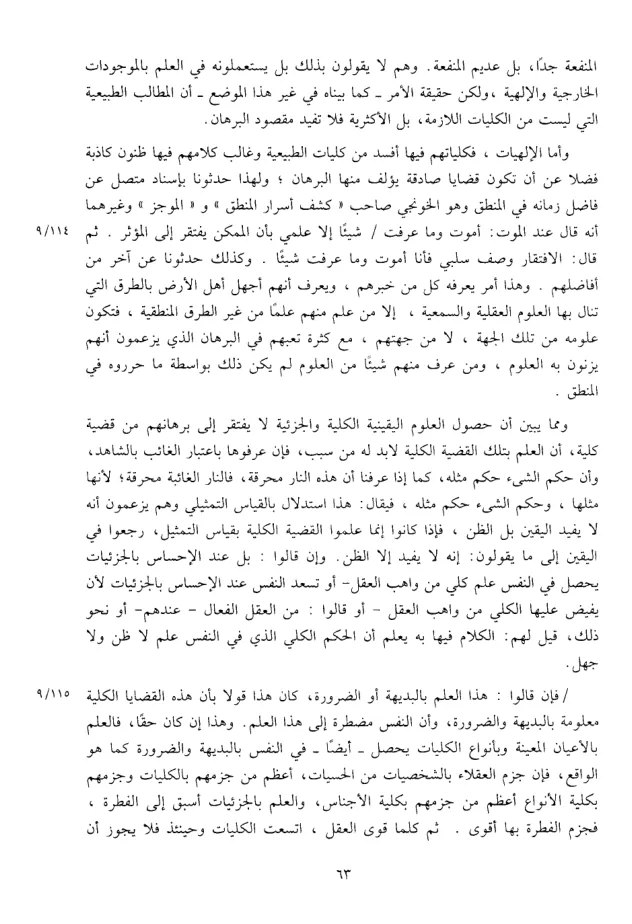 المنفعة جدًا، بل عديم المنفعة. وهم لا يقولون بذلك بل يستعملونه في العلم بالموجودات
الخارجية والإلهية ،ولكن حقيقة الأمر ـ كما بيناه في غير هذا الموضع ـ أن المطالب الطبيعية
التي ليست من الكليات اللازمة، بل الأكثرية فلا تفيد مقصود البرهان.
وأما الإلهيات ، فكلياتهم فيها أفسد من كليات الطبيعية وغالب كلامهم فيها ظنون كاذبة
فضلا عن أن تكون قضايا صادقة يؤلف منها البرهان ؛ ولهذا حدثونا بإسناد متصل عن
فاضل زمانه في المنطق وهو الخونجي صاحب « كشف أسرار المنطق » و « الموجز » وغيرهما
٩/١١٤ أنه قال عند الموت: أموت وما عرفت / شيئًا إلا علمي بأن الممكن يفتقر إلى المؤثر . ثم
قال: الافتقار وصف سلبي فأنا أموت وما عرفت شيئًا . وكذلك حدثونا عن آخر من
أفاضلهم . وهذا أمر يعرفه كل من خبرهم ، ويعرف أنهم أجهل أهل الأرض بالطرق التي
تنال بها العلوم العقلية والسمعية ، إلا من علم منهم علمًا من غير الطرق المنطقية ، فتكون
علومه من تلك الجهة ، لا من جهتهم ، مع كثرة تعبهم في البرهان الذي يزعمون أنهم
يزنون به العلوم ، ومن عرف منهم شيئًا من العلوم لم يكن ذلك بواسطة ما حرروه في
المنطق .
ومما يبين أن حصول العلوم اليقينية الكلية والجزئية لا يفتقر إلى برهانهم من قضية
كلية، أن العلم بتلك القضية الكلية لابد له من سبب، فإن عرفوها باعتبار الغائب بالشاهد،
وأن حكم الشىء حكم مثله، كما إذا عرفنا أن هذه النار محرقة، فالنار الغائبة محرقة؛ لأنها
مثلها ، وحكم الشىء حكم مثله ، فيقال: هذا استدلال بالقياس التمثيلي وهم يزعمون أنه
لا يفيد اليقين بل الظن ، فإذا كانوا إنما علموا القضية الكلية بقياس التمثيل، رجعوا في
اليقين إلى ما يقولون: إنه لا يفيد إلا الظن. وإن قالوا : بل عند الإحساس بالجزئيات
يحصل في النفس علم كلي من واهب العقل- أو تسعد النفس عند الإحساس بالجزئيات لأن
يفيض عليها الكلي من واهب العقل - أو قالوا : من العقل الفعال - عندهم- أو نحو
ذلك، قيل لهم: الكلام فيها به يعلم أن الحكم الكلي الذي في النفس علم لا ظن ولا
جهل.
٩/١١٥ / فإن قالوا : هذا العلم بالبديهة أو الضرورة، كان هذا قولا بأن هذه القضايا الكلية
معلومة بالبديهة والضرورة، وأن النفس مضطرة إلى هذا العلم. وهذا إن كان حقًا، فالعلم
بالأعيان المعينة وبأنواع الكليات يحصل ـ أيضًا ـ في النفس بالبديهة والضرورة كما هو
الواقع، فإن جزم العقلاء بالشخصيات من الحسيات، أعظم من جزمهم بالكليات وجزمهم
بكلية الأنواع أعظم من جزمهم بكلية الأجناس، والعلم بالجزئيات أسبق إلى الفطرة ،
فجزم الفطرة بها أقوى . ثم كلما قوى العقل ، اتسعت الكليات وحينئذ فلا يجوز أن
٦٣